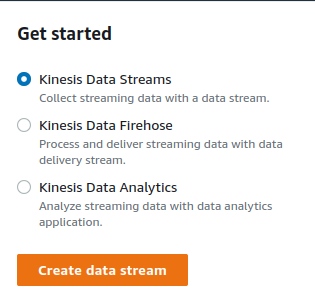 Get started
Kinesis Data Streams
Collect streaming data with a data stream.
Kinesis Data Firehose
Process and deliver streaming data with data
delivery stream.
Kinesis Data Analytics
Analyze streaming data with data analytics
application.
Create data stream